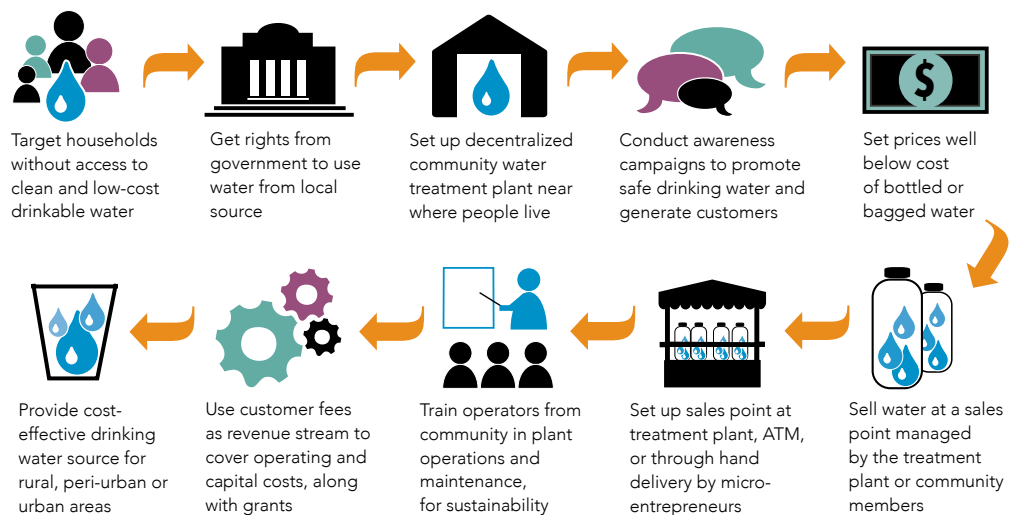 $
Target households
without access to
clean and low-cost
drinkable water
Get rights from
government to use
water from local
source
Set up decentralized
community water
treatment plant near
where people live
Conduct awareness
campaigns to promote
safe drinking water and
generate customers
Set prices well
below cost
of bottled or
bagged water
Sell water at a sales
point managed
by the treatment
plant or community
members
Set up sales point at
treatment plant, ATM,
or through hand
delivery by micro-
entrepreneurs
Train operators from
community in plant
operations and
maintenance,
for sustainability
Use customer fees
as revenue stream to
cover operating and
capital costs, along
with grants
Provide cost-
effective drinking
water source for
rural, peri-urban or
urban areas